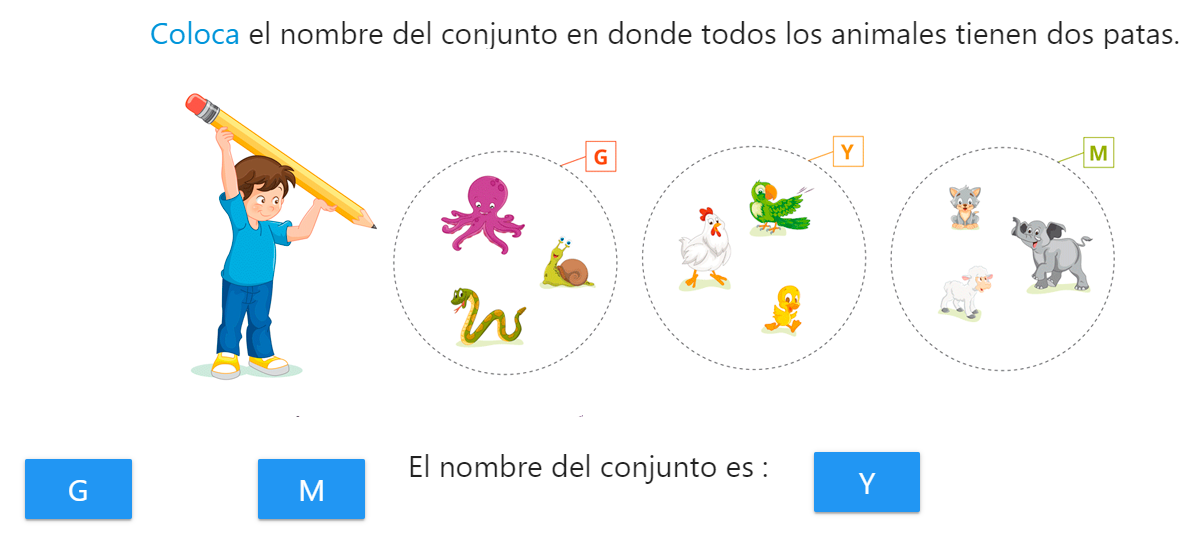 Coloca el nombre del conjunto en donde todos los animales tienen dos patas.
G
Y
M
El nombre del conjunto es :
G
M
Y